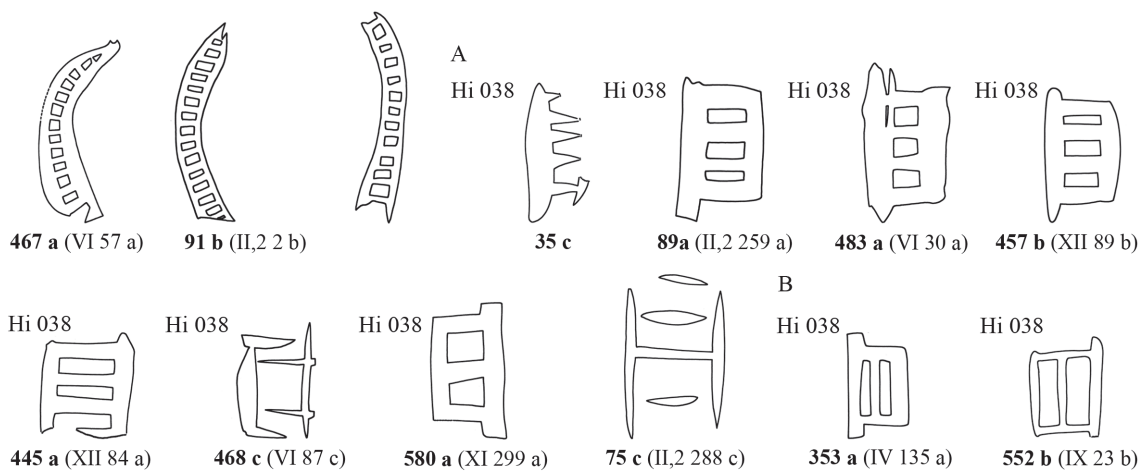 A
Hi 038 Hi 038 Hi 038 Hi 038
467 a (VI 57 a) 91 b (II,2 2 b) 35 c 89a (II,2 259 a) 483 a (VI 30 a) 457 b (XII 89 b)
B
Hi 038 Hi 038 Hi 038 Hi 038 Hi 038
445 a (XII 84 a) 468 c (VI 87 c) 580 a (XI 299 a) 75 c (II,2 288 c) 353 a (IV 135 a) 552 b (IX 23 b)